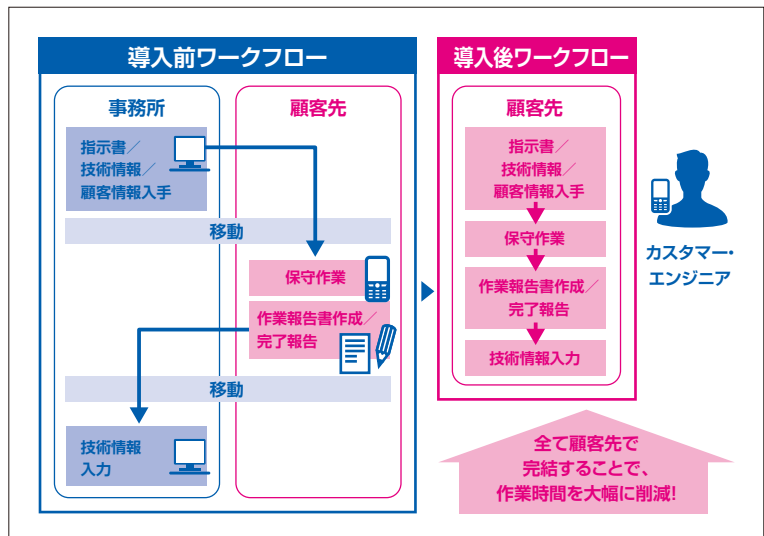 導入前ワークフロー
事務所
顧客先
指示書／
技術情報／
顧客情報入手
移動
保守作業
作業報告書作成／
完了報告
移動
技術情報
入力
導入後ワークフロー
顧客先
指示書／
技術情報／
顧客情報入手
保守作業
作業報告書作成／
完了報告
技術情報入力
カスタマー・
エンジニア
全て顧客先で
完結することで、
作業時間を大幅に削減!